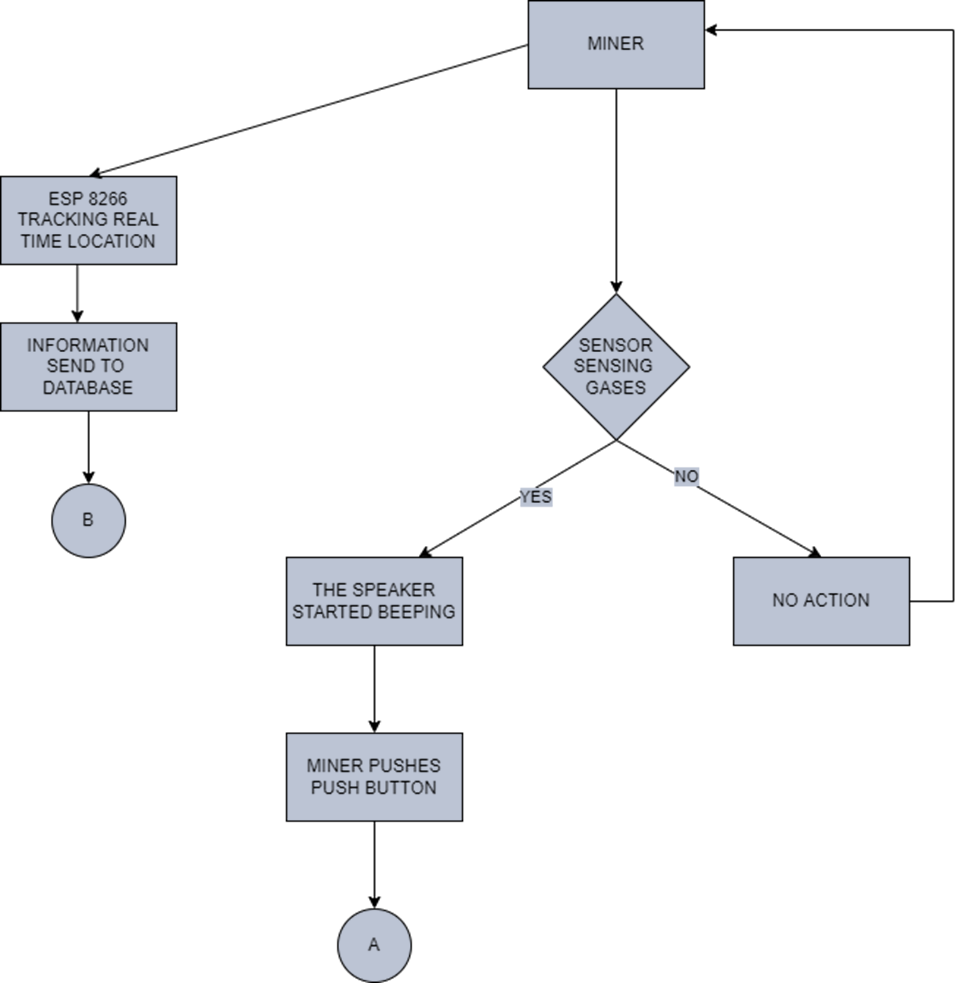 MINER
ESP 8266
TRACKING REAL
TIME LOCATION
INFORMATION
SEND TO
DATABASE
B
SENSOR
SENSING
GASES
YES
NO
THE SPEAKER
STARTED BEEPING
NO ACTION
MINER PUSHES
PUSH BUTTON
A